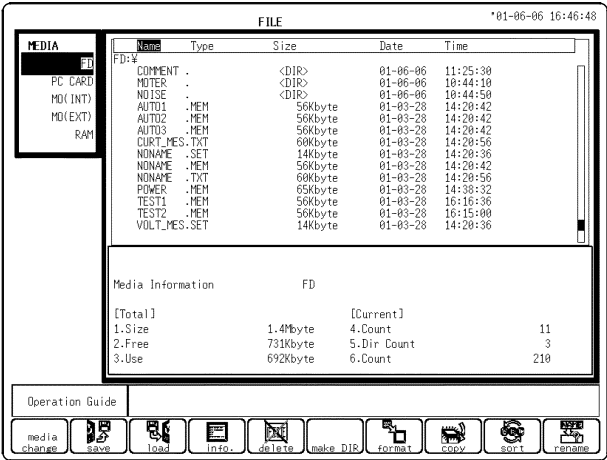 FILE '01-06-06 16:46:48
MEDIA
FD
PC CARD
MO(INT)
MO(EXT)
RAM
Name Type Size Date Time
FD:¥
COMMENT . <DIR> 01-06-06 11:25:30
MOTER . <DIR> 01-06-06 10:44:10
NOISE . <DIR> 01-06-06 10:44:50
AUTO1 .MEM 56Kbyte 01-03-28 14:20:42
AUTO2 .MEM 56Kbyte 01-03-28 14:20:42
AUTO3 .MEM 56Kbyte 01-03-28 14:20:42
CURT_MES.TXT 60Kbyte 01-03-28 14:20:56
NONAME .SET 14Kbyte 01-03-28 14:20:36
NONAME .MEM 56Kbyte 01-03-28 14:20:42
NONAME .TXT 60Kbyte 01-03-28 14:20:56
POWER .MEM 65Kbyte 01-03-28 14:38:32
TEST1 .MEM 56Kbyte 01-03-28 16:16:36
TEST2 .MEM 56Kbyte 01-03-28 16:15:00
VOLT_MES.SET 14Kbyte 01-03-28 14:20:36
Media Information FD
[Total] [Current]
1.Size 1.4Mbyte 4.Count 11
2.Free 731Kbyte 5.Dir Count 3
3.Use 692Kbyte 6.Count 210
Operation Guide
media change
save
load
info.
delete
make DIR
format
copy
sort
rename